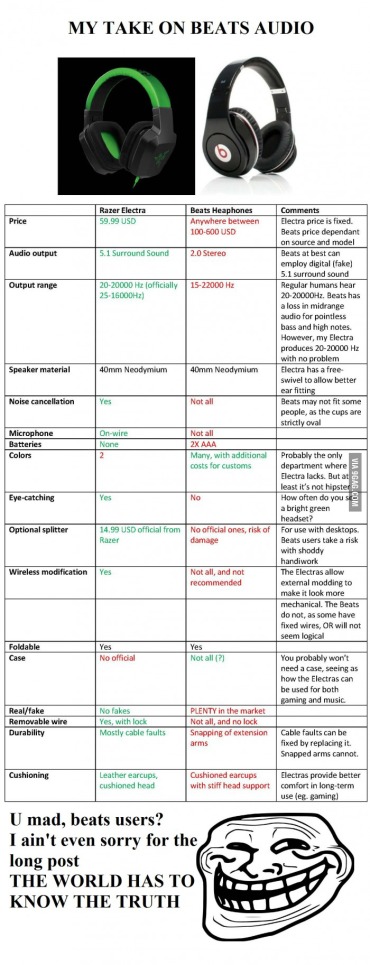 MY TAKE ON BEATS AUDIO
b
Razer Electra Beats Heaphones Comments
Price 59.99 USD Anywhere between Electra price is fixed.
100-600 USD Beats price dependant
on source and model
Audio output 5.1 Surround Sound 2.0 Stereo Beats at best can
employ digital (fake)
5.1 surround sound
Output range 20-20000 Hz (officially 15-22000 Hz Regular humans hear
25-16000Hz) 20-20000Hz. Beats has
a loss in midrange
audio for pointless
bass and high notes.
However, my Electra
produces 20-20000 Hz
with no problem
Speaker material 40mm Neodymium 40mm Neodymium Electra has a free-
swivel to allow better
ear fitting
Noise cancellation Yes Not all Beats may not fit some
people, as the cups are
strictly oval
Microphone On-wire Not all
Batteries None 2X AAA
Colors 2 Many, with additional Probably the only
costs for customs department where
Electra lacks. But at
least it's not hipster
Eye-catching Yes No How often do you
a bright green
headset?
Optional splitter 14.99 USD official from No official ones, risk of For use with desktops.
Razer damage Beats users take a risk
with shoddy
handiwork
Wireless modification Yes Not all, and not The Electras allow
recommended external modding to
make it look more
mechanical. The Beats
do not, as some have
fixed wires, OR will not
seem logical
Foldable Yes Yes
Case No official Not all (?) You probably won't
need a case, seeing as
how the Electras can
be used for both
gaming and music.
Real/fake No fakes PLENTY in the market
Removable wire Yes, with lock Not all, and no lock
Durability Mostly cable faults Snapping of extension Cable faults can be
arms fixed by replacing it.
Snapped arms cannot.
Cushioning Leather earcups, Cushioned earcups Electras provide better
cushioned head with stiff head support comfort in long-term
use (eg. gaming)
VIA 9GAG.COM
U mad, beats users?
I ain't even sorry for the
long post
THE WORLD HAS TO
KNOW THE TRUTH